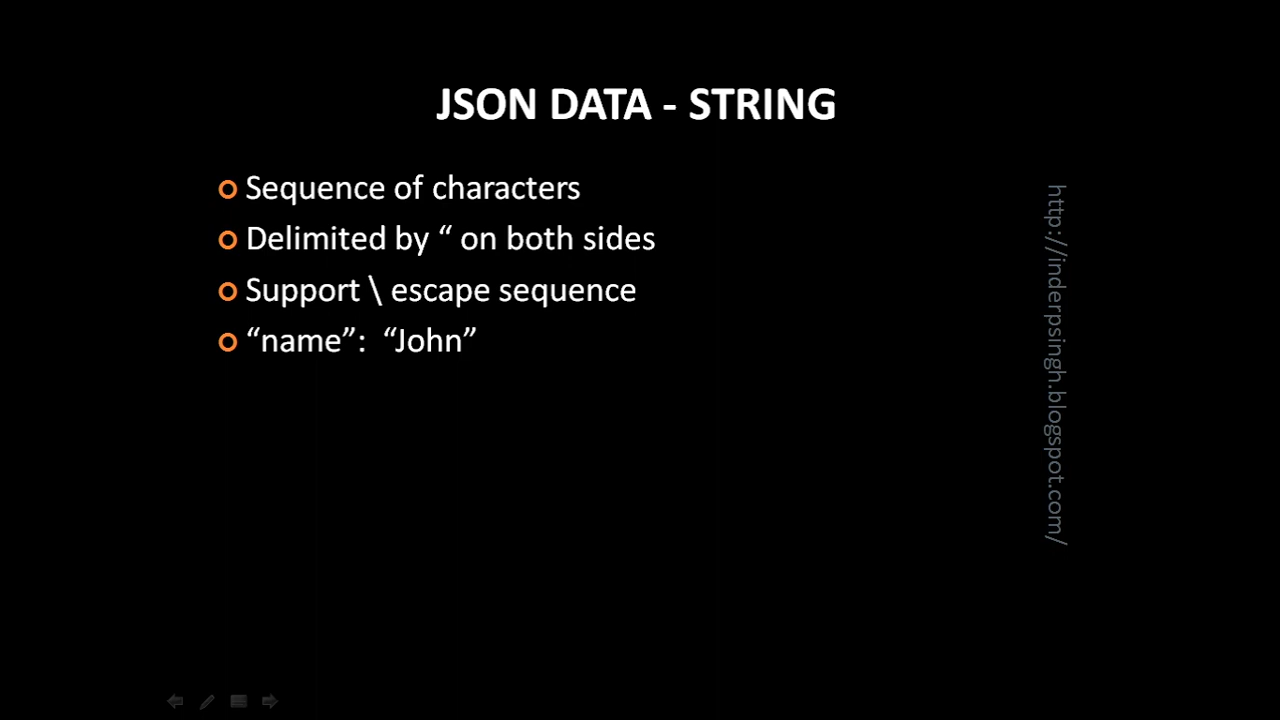 JSON DATA - STRING
Sequence of characters
Delimited by “ on both sides
Support \ escape sequence
“name”:  “John”
http://inderpsingh.blogspot.com/